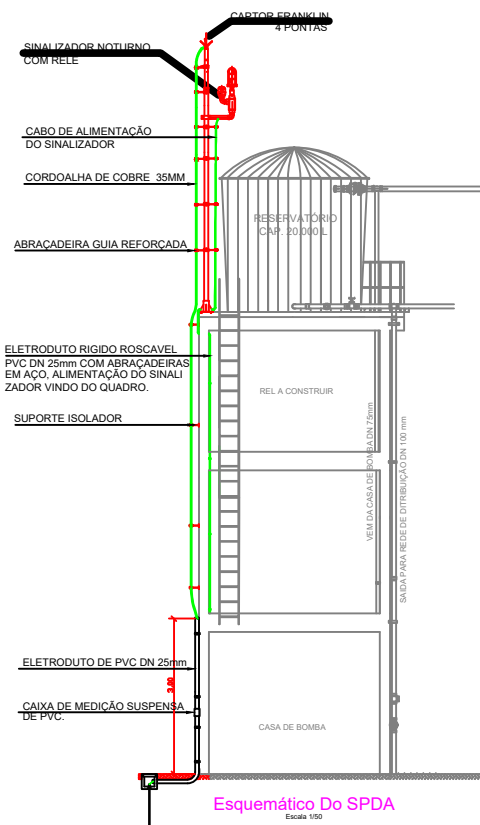 CAPTOR FRANKLIN
4 PONTAS
SINALIZADOR NOTURNO
COM RELE
CABO DE ALIMENTAÇÃO
DO SINALIZADOR
CORDOALHA DE COBRE 35MM
RESERVATÓRIO
CAP. 20.000 L
ABRAÇADEIRA GUIA REFORÇADA
ELETRODUTO RIGIDO ROSCAVEL
PVC DN 25mm COM ABRAÇADEIRAS
EM AÇO, ALIMENTAÇÃO DO SINALI
ZADOR VINDO DO QUADRO.
REL A CONSTRUIR
SUPORTE ISOLADOR
VEM DA CASA DE BOMBA DN 75mm
SAIDA PARA REDE DE DITRIBUIÇÃO DN 100 mm
ELETRODUTO DE PVC DN 25mm
3.00
CAIXA DE MEDIÇÃO SUSPENSA
DE PVC.
CASA DE BOMBA
Esquemático Do SPDA
Escala 1/50